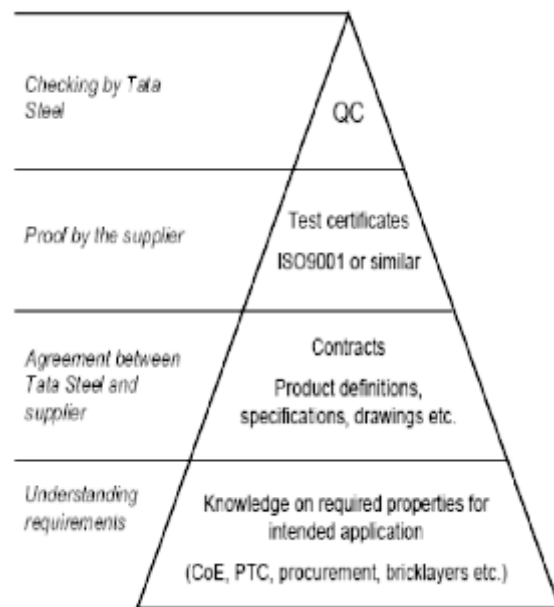 Checking by Tata
Steel
QC
Proof by the supplier
Test certificates
ISO9001 or similar
Agreement between
Tata Steel and
supplier
Contracts
Product definitions,
specifications, drawings etc.
Understanding
requirements
Knowledge on required properties for
intended application
(CoE, PTC, procurement, bricklayers etc.)